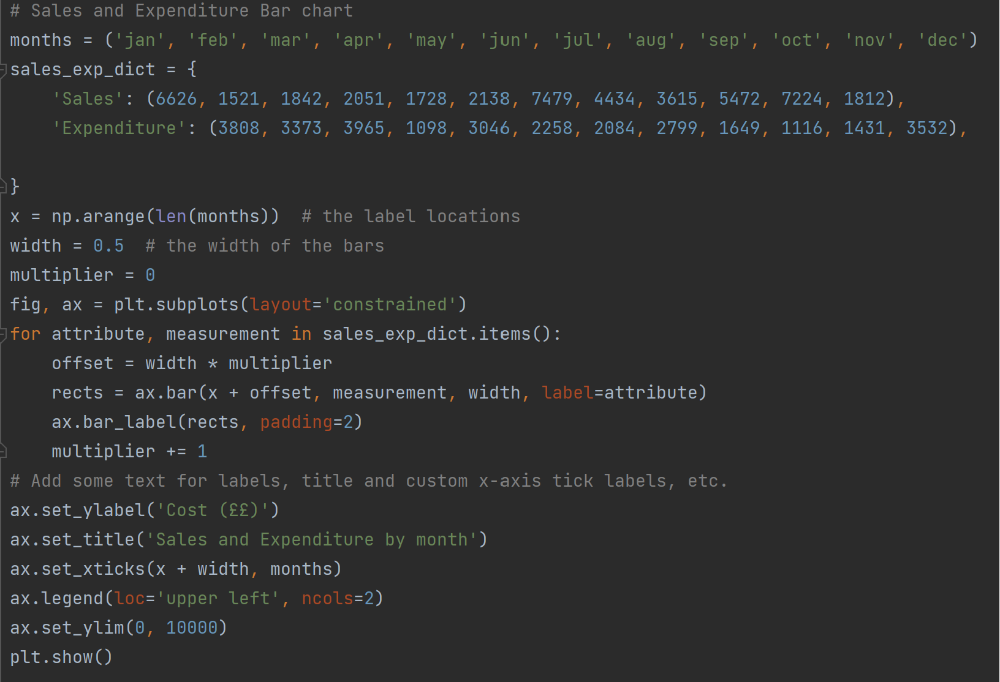 # Sales and Expenditure Bar chart
months = ('jan', 'feb', 'mar', 'apr', 'may', 'jun', 'jul', 'aug', 'sep', 'oct', 'nov', 'dec')
sales_exp_dict = {
    'Sales': (6626, 1521, 1842, 2051, 1728, 2138, 7479, 4434, 3615, 5472, 7224, 1812),
    'Expenditure': (3808, 3373, 3965, 1098, 3046, 2258, 2084, 2799, 1649, 1116, 1431, 3532),

}
x = np.arange(len(months))  # the label locations
width = 0.5  # the width of the bars
multiplier = 0
fig, ax = plt.subplots(layout='constrained')
for attribute, measurement in sales_exp_dict.items():
    offset = width * multiplier
    rects = ax.bar(x + offset, measurement, width, label=attribute)
    ax.bar_label(rects, padding=2)
    multiplier += 1
# Add some text for labels, title and custom x-axis tick labels, etc.
ax.set_ylabel('Cost (££)')
ax.set_title('Sales and Expenditure by month')
ax.set_xticks(x + width, months)
ax.legend(loc='upper left', ncols=2)
ax.set_ylim(0, 10000)
plt.show()